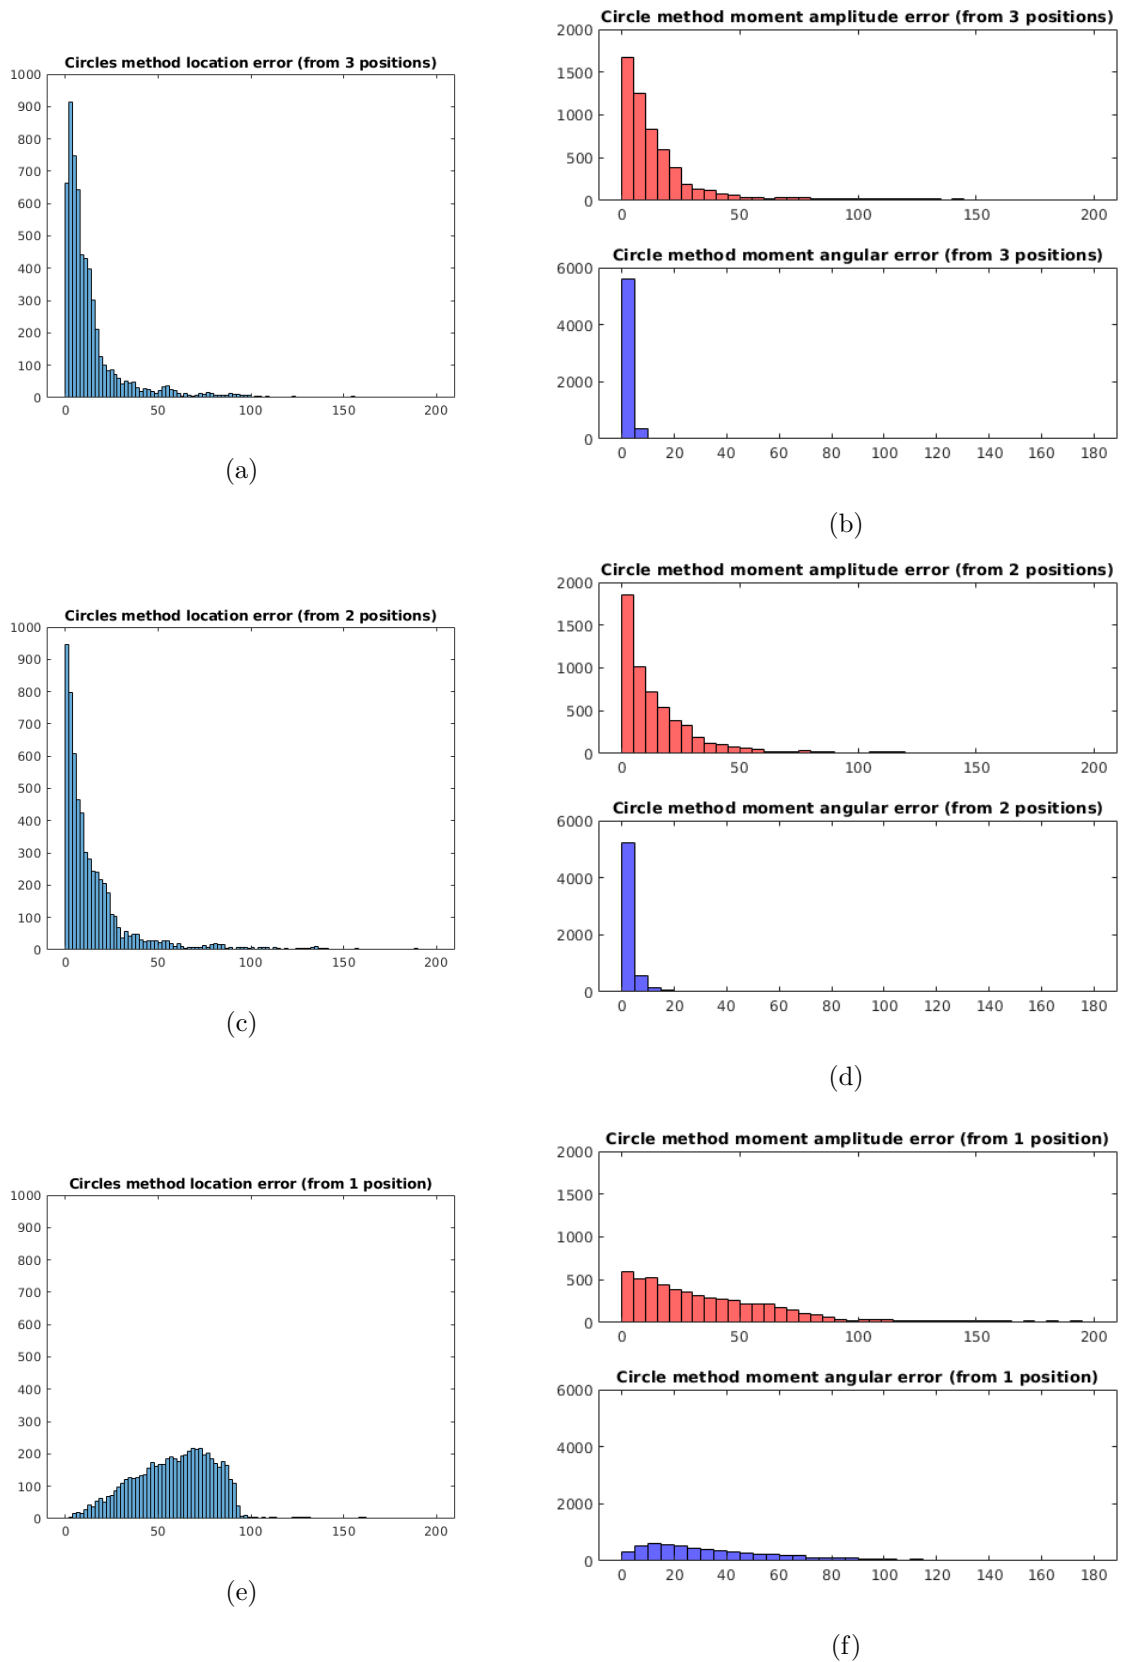 Circles method location error (from 3 positions)
1000
900
800
700
600
500
400
300
200
100
0
0 50 100 150 200
(a)
Circle method moment amplitude error (from 3 positions)
2000
1500
1000
500
0
0 50 100 150 200
Circle method moment angular error (from 3 positions)
6000
4000
2000
0
0 20 40 60 80 100 120 140 160 180
(b)
Circles method location error (from 2 positions)
1000
900
800
700
600
500
400
300
200
100
0
0 50 100 150 200
(c)
Circle method moment amplitude error (from 2 positions)
2000
1500
1000
500
0
0 50 100 150 200
Circle method moment angular error (from 2 positions)
6000
4000
2000
0
0 20 40 60 80 100 120 140 160 180
(d)
Circles method location error (from 1 position)
1000
900
800
700
600
500
400
300
200
100
0
0 50 100 150 200
(e)
Circle method moment amplitude error (from 1 position)
2000
1500
1000
500
0
0 50 100 150 200
Circle method moment angular error (from 1 position)
6000
4000
2000
0
0 20 40 60 80 100 120 140 160 180
(f)